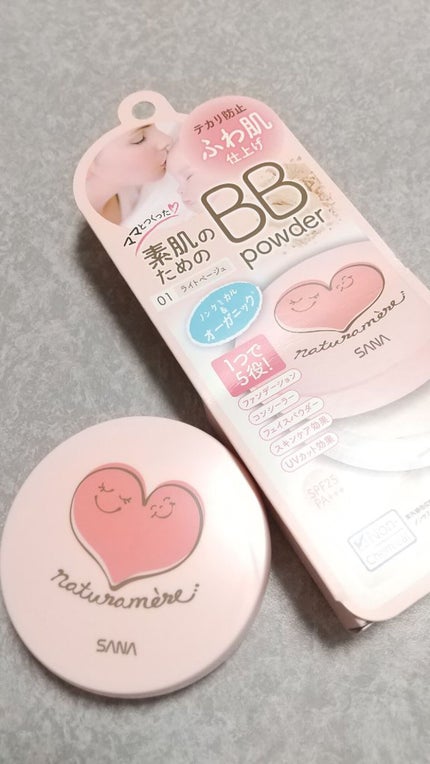 テカリ防止
ふわ肌
仕上げ
ママとつくった
素肌の
ための
BB
powder
01 ライトベージュ
ノンケミカル
&
オーガニック
naturamère
SANA
1つで
5役!
ファンデーション
コンシーラー
フェイスパウダー
スキンケア効果
UVカット効果
SPF25
PA+++
Non-
Chemical
naturamère
SANA